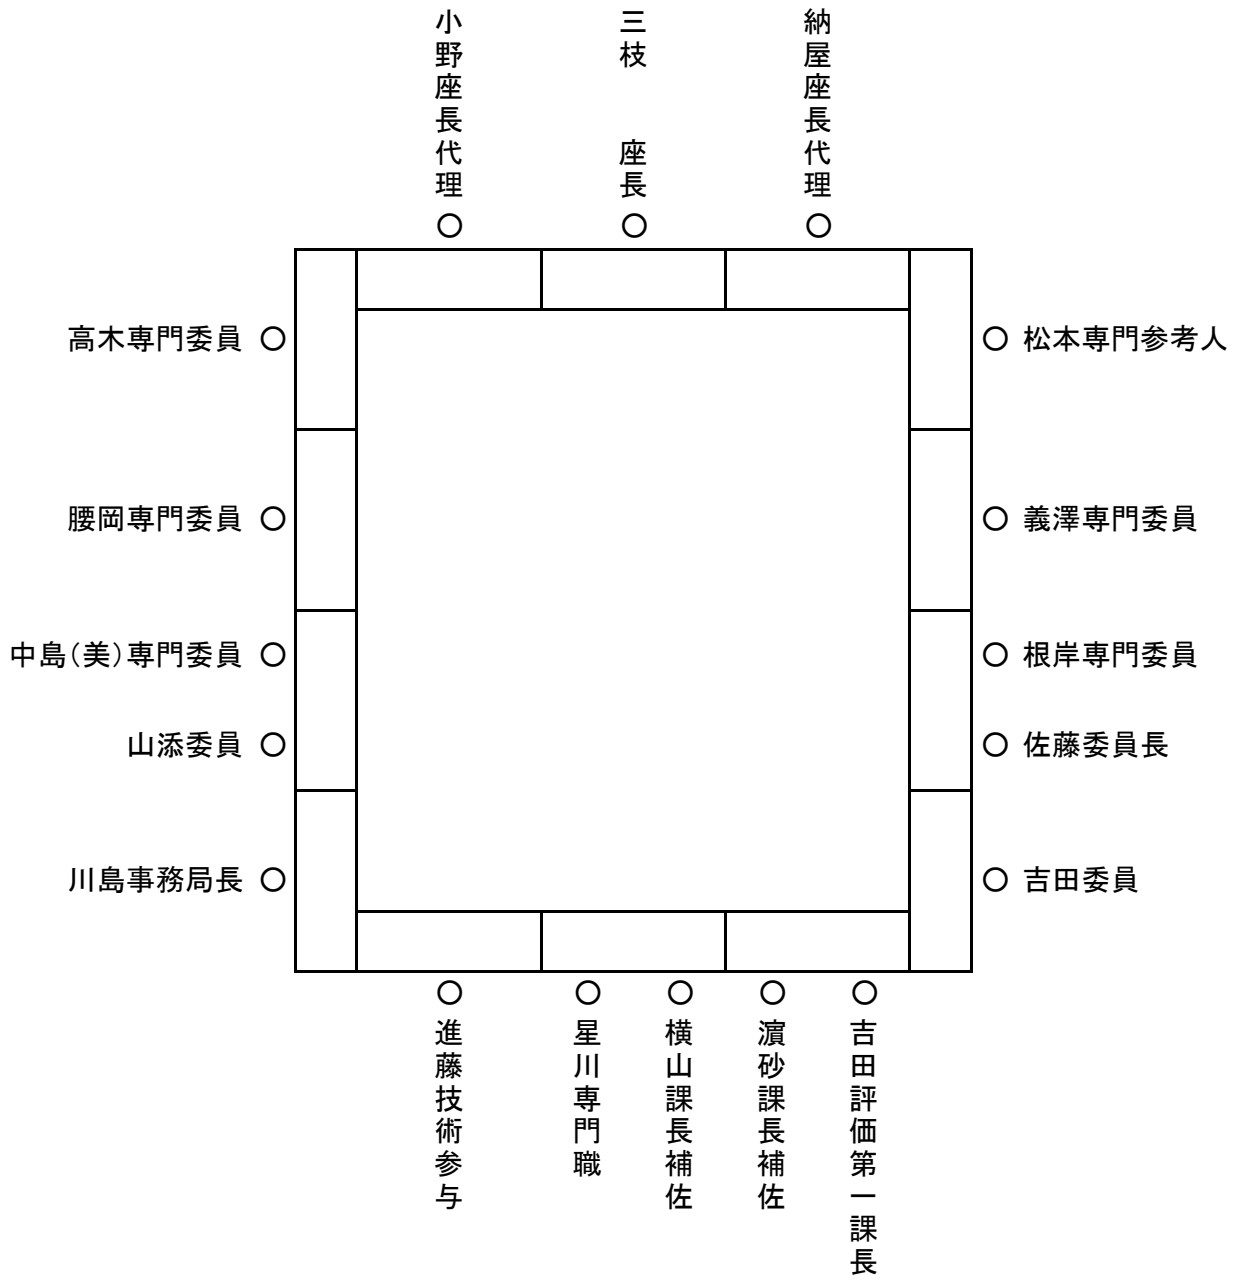 小野座長代理
三枝　座長
納屋座長代理
高木専門委員
松本専門参考人
腰岡専門委員
義澤専門委員
中島（美）専門委員
根岸専門委員
山添委員
佐藤委員長
川島事務局長
吉田委員
進藤技術参与
星川専門職
横山課長補佐
濵砂課長補佐
吉田評価第一課長